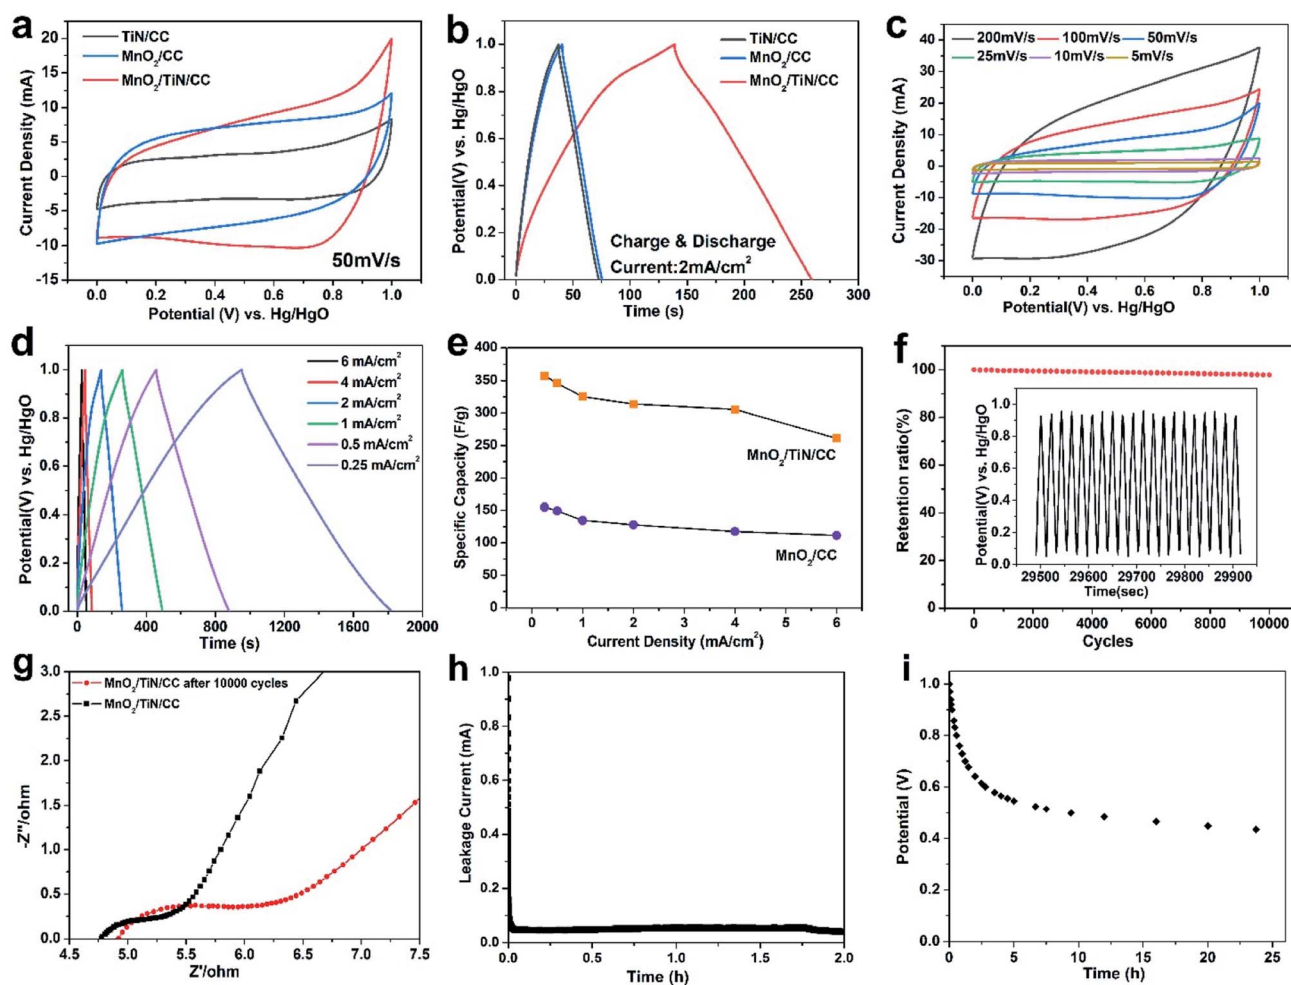 a
TiN/CC
MnO2/CC
MnO2/TiN/CC
50mV/s
Current Density (mA)
20
15
10
5
0
-5
-10
-15
0.0 0.2 0.4 0.6 0.8 1.0
Potential (V) vs. Hg/HgO
b
TiN/CC
MnO2/CC
MnO2/TiN/CC
Charge & Discharge
Current:2mA/cm2
Potential(V) vs. Hg/HgO
1.0
0.8
0.6
0.4
0.2
0.0
0 50 100 150 200 250 300
Time (s)
c
200mV/s 100mV/s 50mV/s
25mV/s 10mV/s 5mV/s
Current Density (mA)
40
30
20
10
0
-10
-20
-30
0.0 0.2 0.4 0.6 0.8 1.0
Potential(V) vs. Hg/HgO
d
6 mA/cm2
4 mA/cm2
2 mA/cm2
1 mA/cm2
0.5 mA/cm2
0.25 mA/cm2
Potential(V) vs. Hg/HgO
1.0
0.8
0.6
0.4
0.2
0.0
0 400 800 1200 1600 2000
Time (s)
e
MnO2/TiN/CC
MnO2/CC
Specific Capacity (F/g)
400
350
300
250
200
150
100
50
0
0 1 2 3 4 5 6
Current Density (mA/cm2)
f
Retention ratio(%)
100
80
60
40
20
0
0 2000 4000 6000 8000 10000
Cycles
Potential(V) vs. Hg/HgO
1.0
0.8
0.6
0.4
0.2
0.0
29500 29600 29700 29800 29900
Time(sec)
g
MnO2/TiN/CC after 10000 cycles
MnO2/TiN/CC
-Z''/ohm
3.0
2.5
2.0
1.5
1.0
0.5
0.0
4.5 5.0 5.5 6.0 6.5 7.0 7.5
Z'/ohm
h
Leakage Current (mA)
1.0
0.8
0.6
0.4
0.2
0.0
0.0 0.5 1.0 1.5 2.0
Time (h)
i
Potential (V)
1.0
0.8
0.6
0.4
0.2
0.0
0 5 10 15 20 25
Time (h)